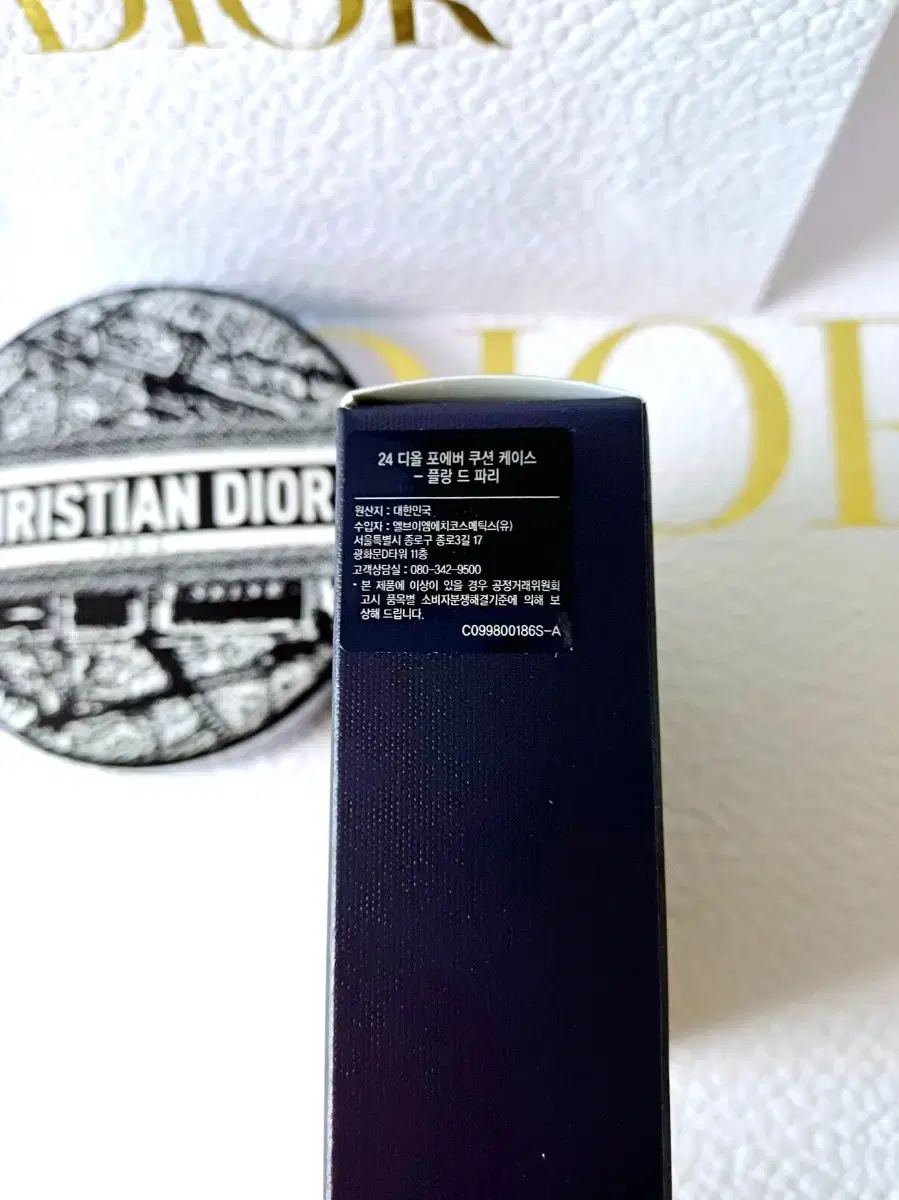 DIOR
DIOR
RISTIAN DIOR
24 디올 포에버 쿠션 케이스
- 플랑 드 파리
원산지 : 대한민국
수입자 : 엘브이엠에치코스메틱스(유)
서울특별시 종로구 종로3길 17
광화문D타워 11층
고객상담실 : 080-342-9500
- 본 제품에 이상이 있을 경우 공정거래위원회
고시 품목별 소비자분쟁해결기준에 의해 보
상해 드립니다.
C099800186S-A